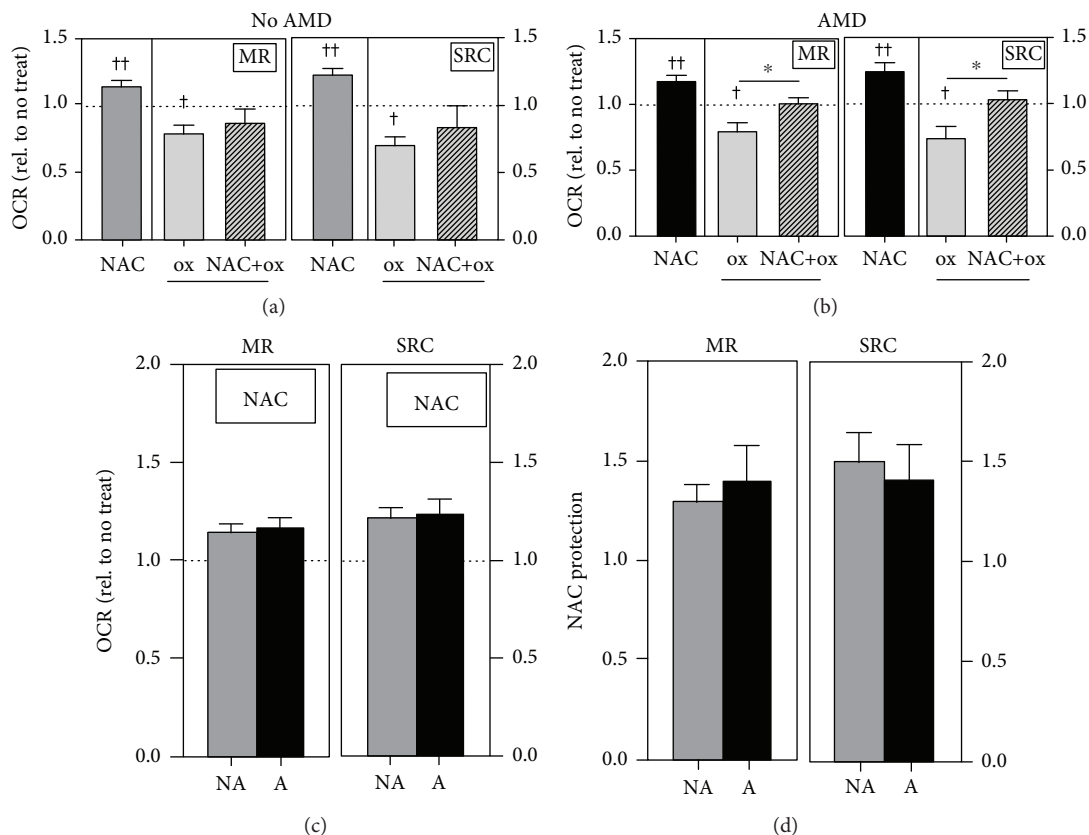 No AMD
OCR (rel. to no treat)
1.5
1.0
0.5
0.0
††
MR
†
NAC
ox
NAC+ox
††
SRC
†
NAC
ox
NAC+ox
1.5
1.0
0.5
0.0
(a)
AMD
OCR (rel. to no treat)
1.5
1.0
0.5
0.0
††
MR
†
*
NAC
ox
NAC+ox
††
SRC
†
*
NAC
ox
NAC+ox
1.5
1.0
0.5
0.0
(b)
MR
SRC
OCR (rel. to no treat)
2.0
1.5
1.0
0.5
0.0
NAC
NAC
2.0
1.5
1.0
0.5
0.0
NA
A
NA
A
(c)
MR
SRC
NAC protection
2.0
1.5
1.0
0.5
0.0
2.0
1.5
1.0
0.5
0.0
NA
A
NA
A
(d)